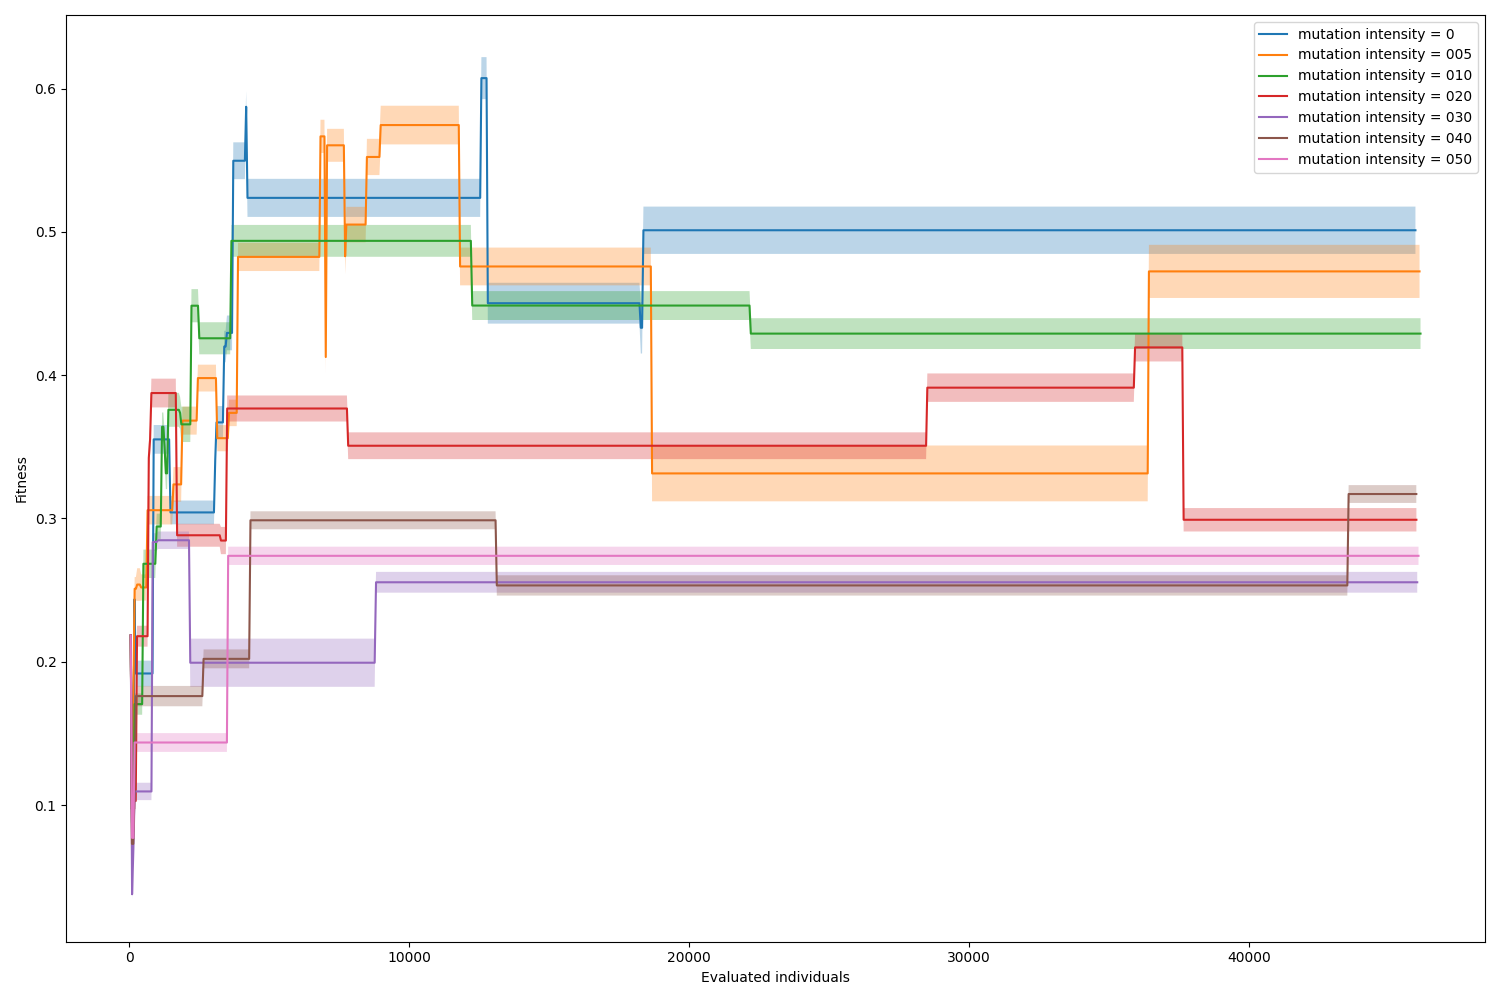 mutation intensity = 0
mutation intensity = 005
mutation intensity = 010
mutation intensity = 020
mutation intensity = 030
mutation intensity = 040
mutation intensity = 050
0.6
0.5
0.4
0.3
0.2
0.1
Fitness
0 10000 20000 30000 40000
Evaluated individuals